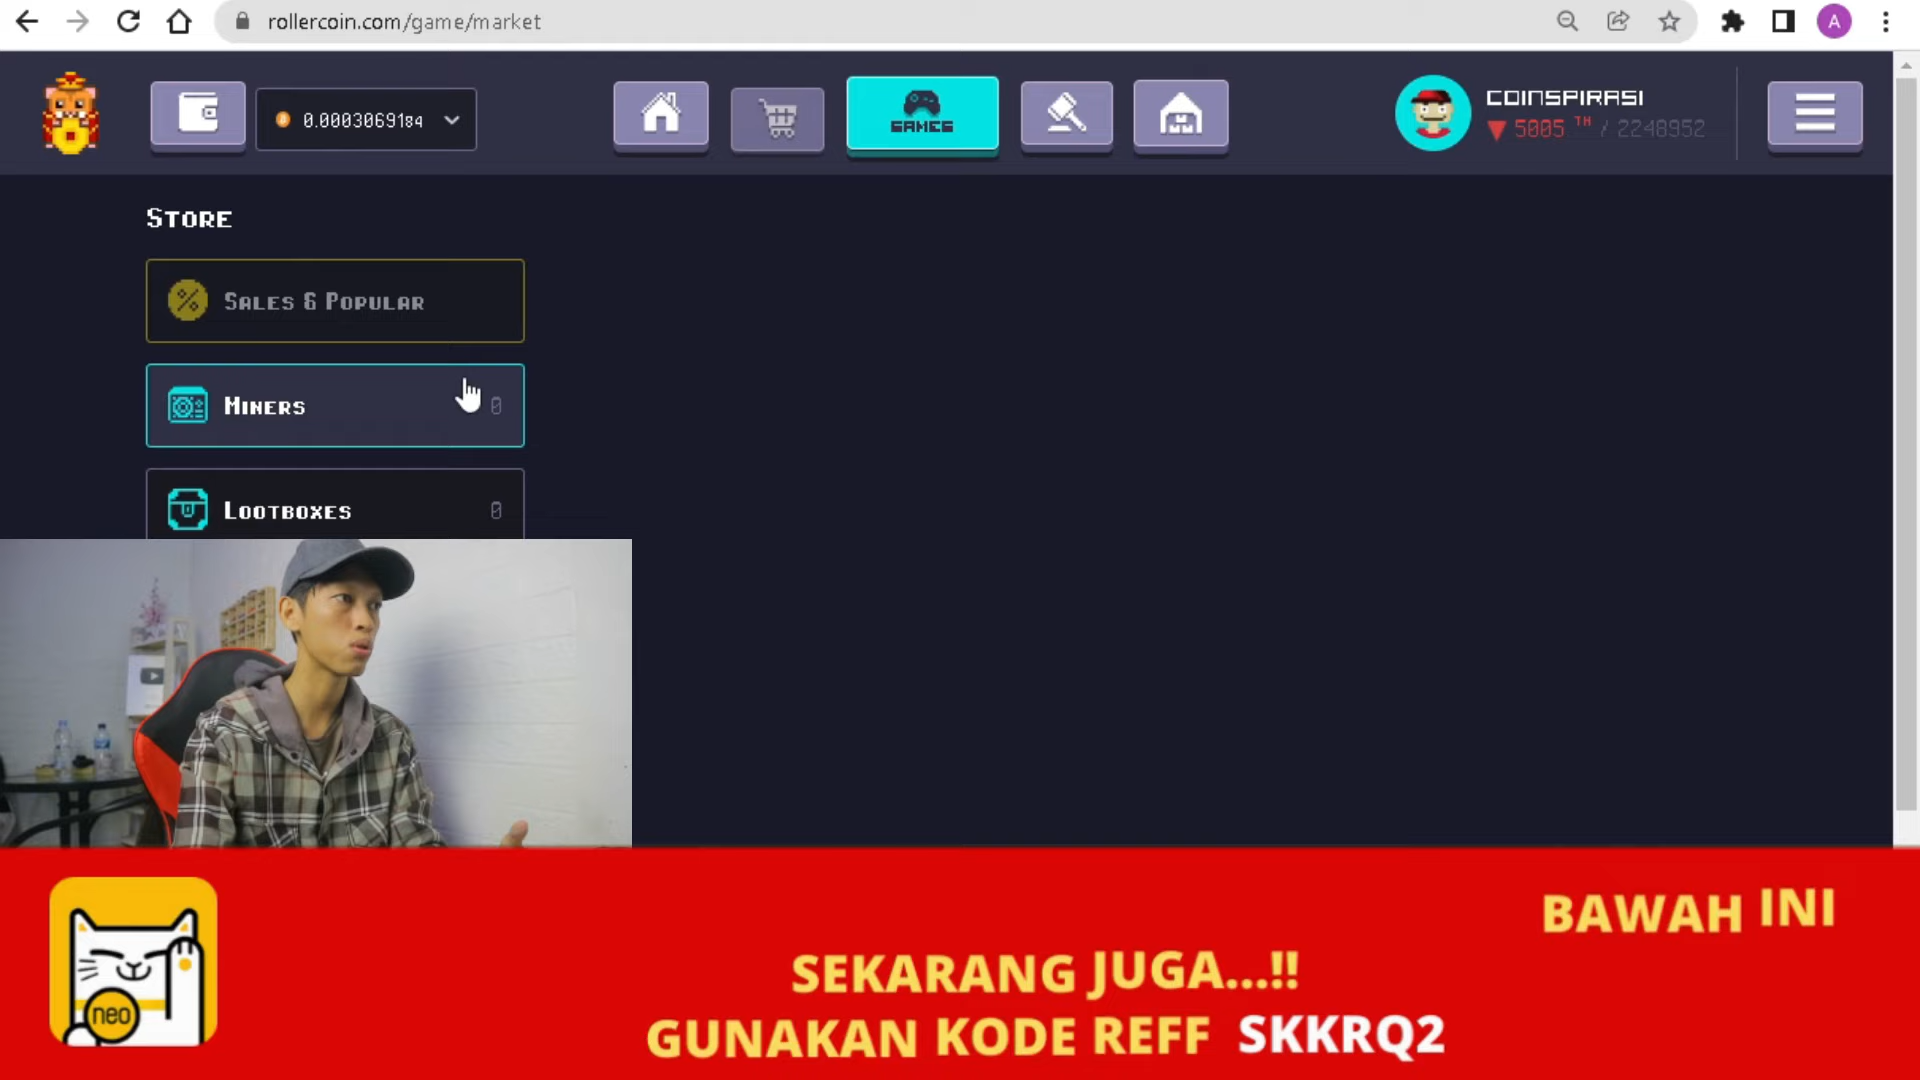 rollercoin.com/game/market
A
0.0003069184
GAMES
COINSPIRASI
5005 TH / 2248952
STORE
SALES & POPULAR
MINERS 0
LOOTBOXES 0
BAWAH INI
SEKARANG JUGA...!!
GUNAKAN KODE REFF SKKRQ2
neo